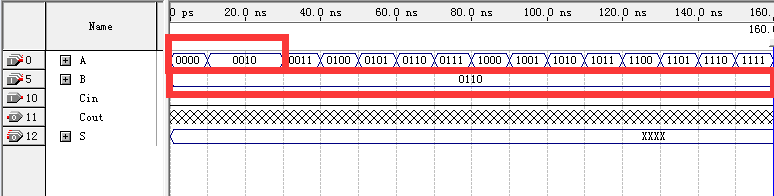 Name
0 ps 20.0 ns 40.0 ns 60.0 ns 80.0 ns 100.0 ns 120.0 ns 140.0 ns 160.
160.
0 A 0000 0010 0011 0100 0101 0110 0111 1000 1001 1010 1011 1100 1101 1110 1111
5 B 0110
10 Cin
11 Cout
12 S XXXX